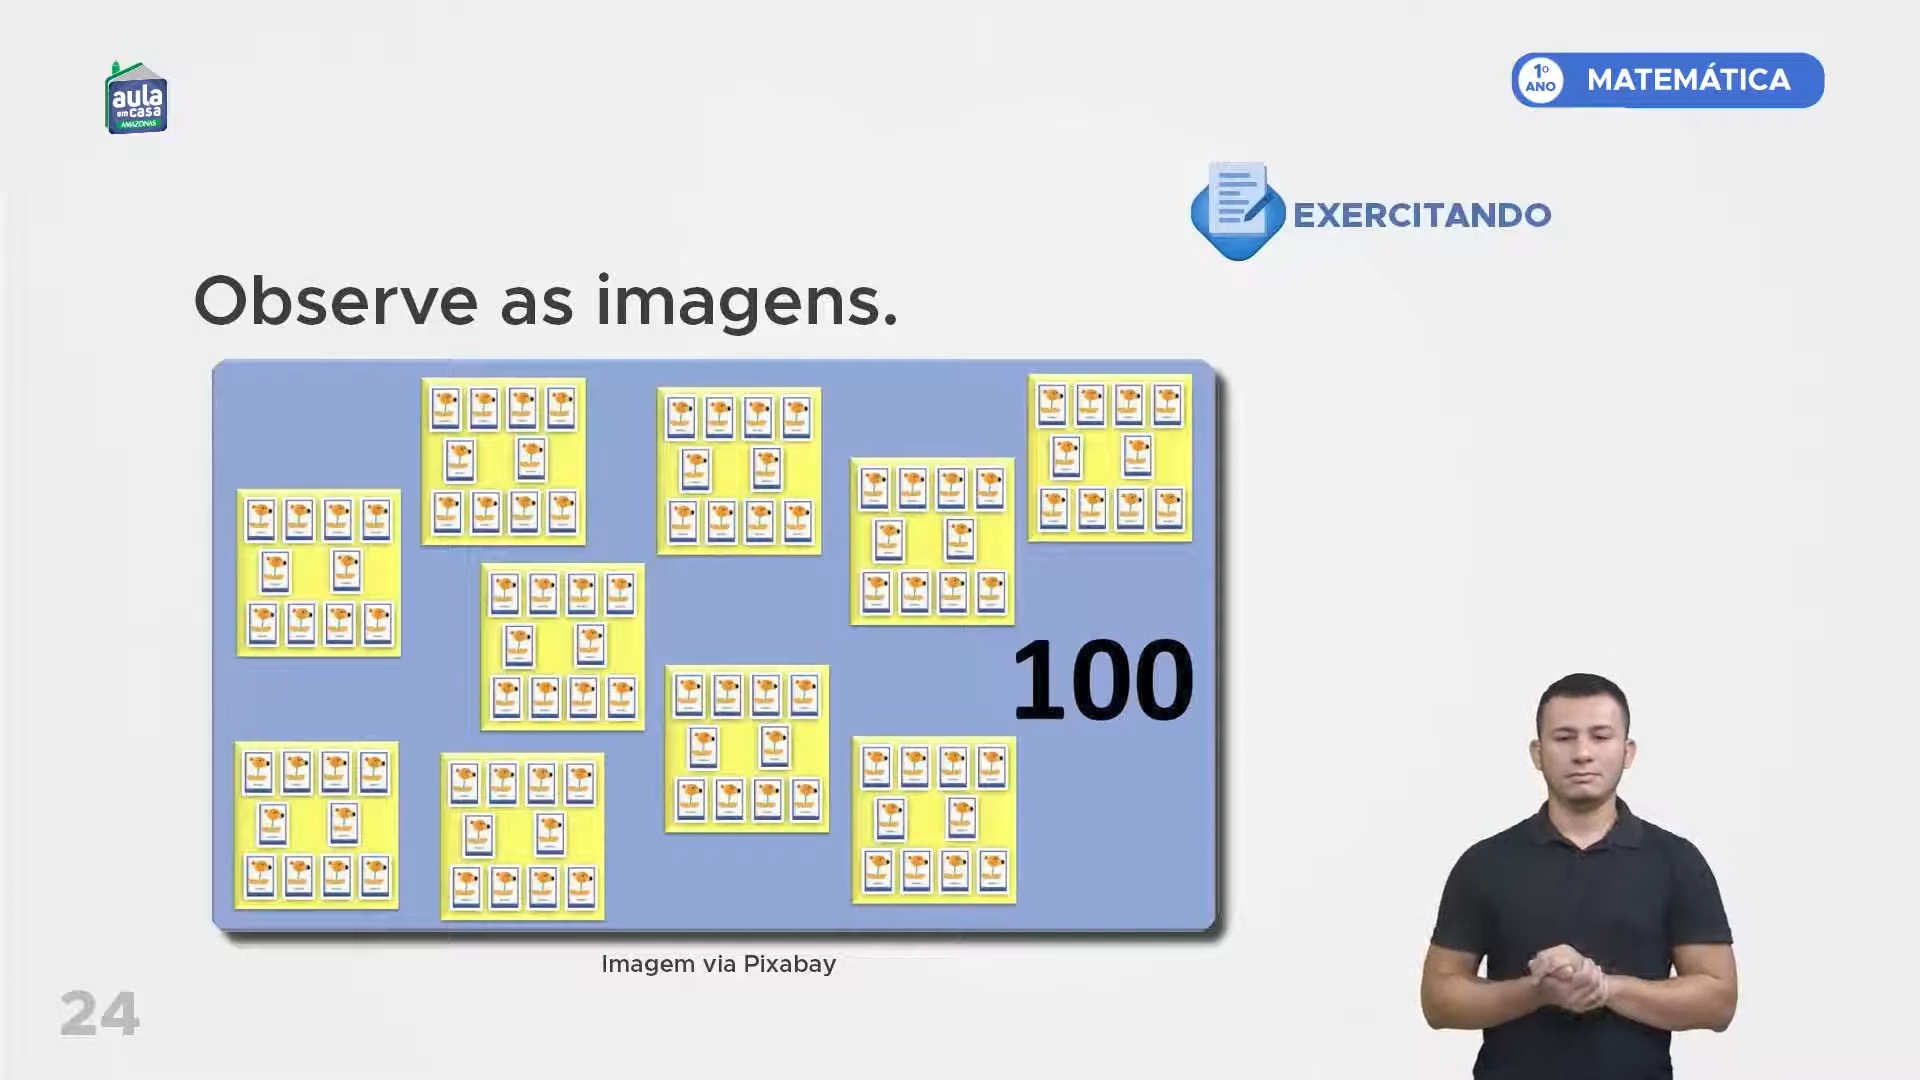 aula
em casa
AMAZONAS
1º
ANO
MATEMÁTICA
EXERCITANDO
Observe as imagens.
100
Imagem via Pixabay
24